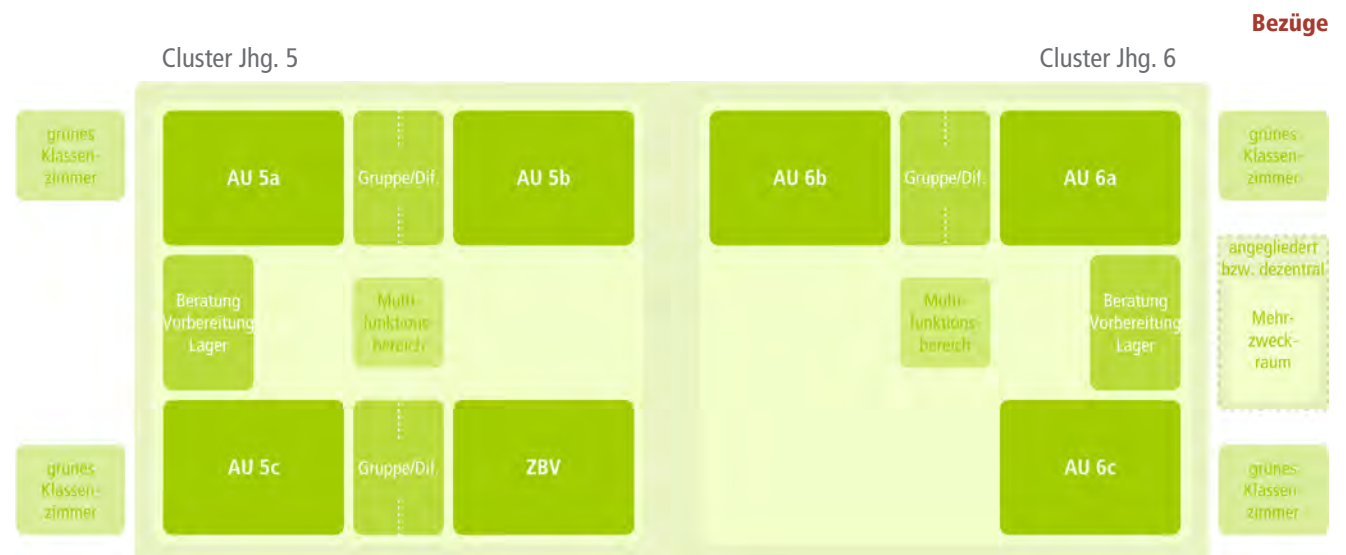 Bezüge
Cluster Jhg. 5
Cluster Jhg. 6
grünes
Klassen-
zimmer
AU 5a
Gruppe/Dif.
AU 5b
AU 6b
Gruppe/Dif.
AU 6a
grünes
Klassen-
zimmer
Beratung
Vorbereitung
Lager
Multi-
funktions-
bereich
Multi-
funktions-
bereich
Beratung
Vorbereitung
Lager
angegliedert
bzw. dezentral
Mehr-
zweck-
raum
grünes
Klassen-
zimmer
AU 5c
Gruppe/Dif.
ZBV
AU 6c
grünes
Klassen-
zimmer